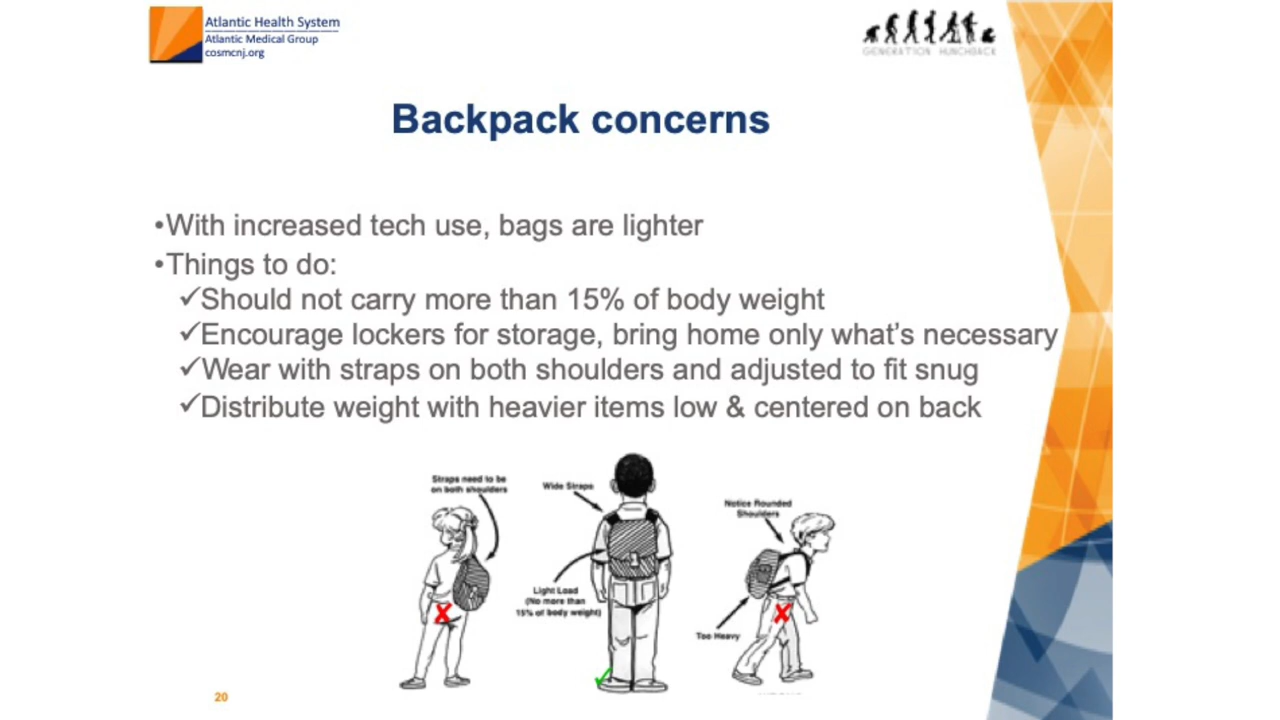 Atlantic Health System
Atlantic Medical Group
cosmcnj.org
GENERATION HUNCHBACK
Backpack concerns
•With increased tech use, bags are lighter
•Things to do:
✓Should not carry more than 15% of body weight
✓Encourage lockers for storage, bring home only what’s necessary
✓Wear with straps on both shoulders and adjusted to fit snug
✓Distribute weight with heavier items low & centered on back
Straps need to be
on both shoulders
Wide Straps
Light Load
(No more than
15% of body weight)
Notice Rounded
Shoulders
Too Heavy
20